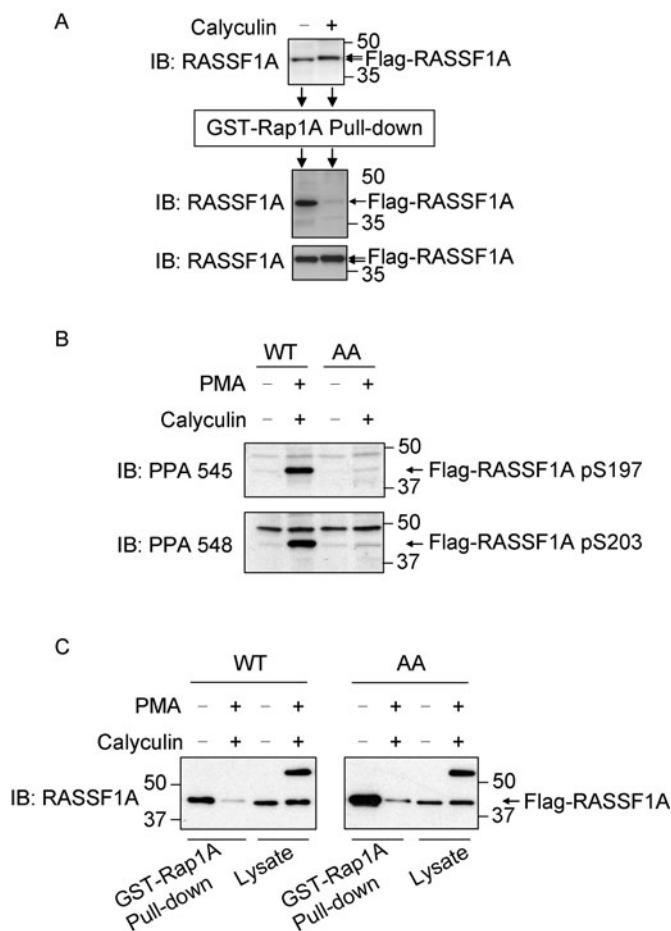 A
Calyculin – +
50
IB: RASSF1A Flag-RASSF1A
35
GST-Rap1A Pull-down
50
IB: RASSF1A Flag-RASSF1A
35
IB: RASSF1A Flag-RASSF1A
35
B
WT AA
PMA – + – +
Calyculin – + – +
50
IB: PPA 545 Flag-RASSF1A pS197
37
50
IB: PPA 548 Flag-RASSF1A pS203
37
C
WT AA
PMA – + – + – + – +
Calyculin – + – + – + – +
50 50
IB: RASSF1A Flag-RASSF1A
37 37
GST-Rap1A Pull-down Lysate GST-Rap1A Pull-down Lysate